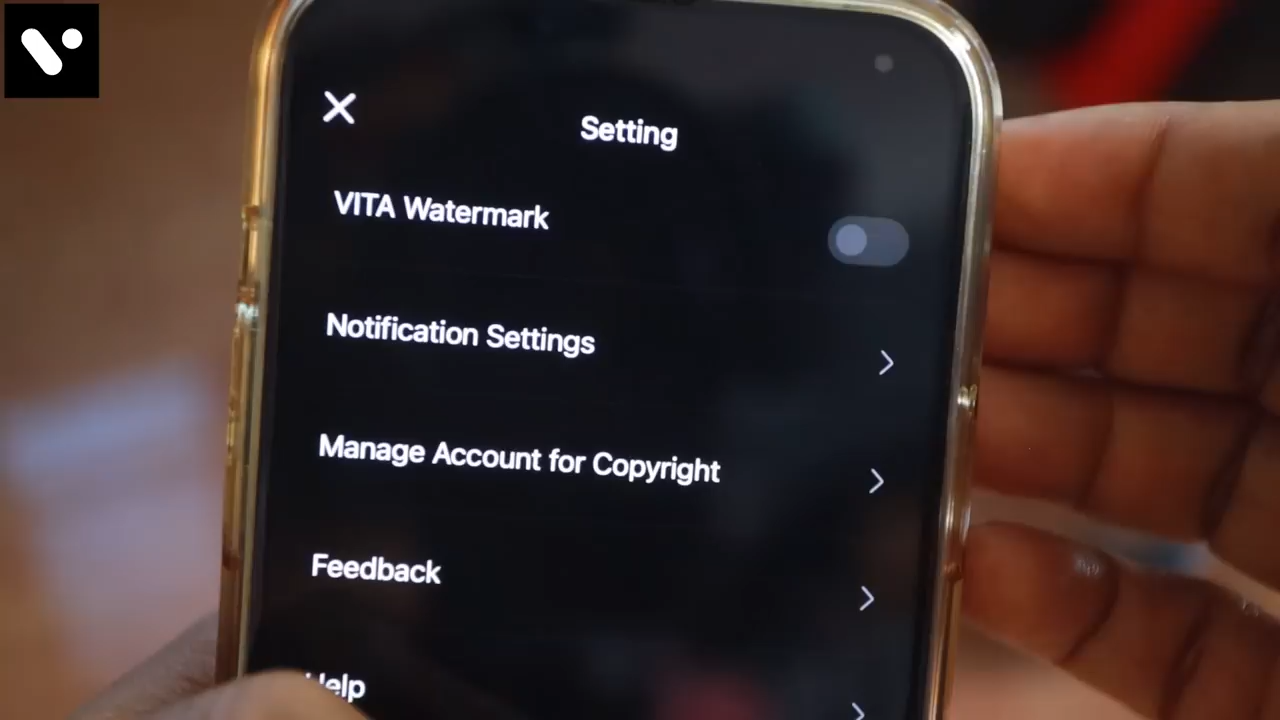 Setting
VITA Watermark
Notification Settings
Manage Account for Copyright
Feedback
Help